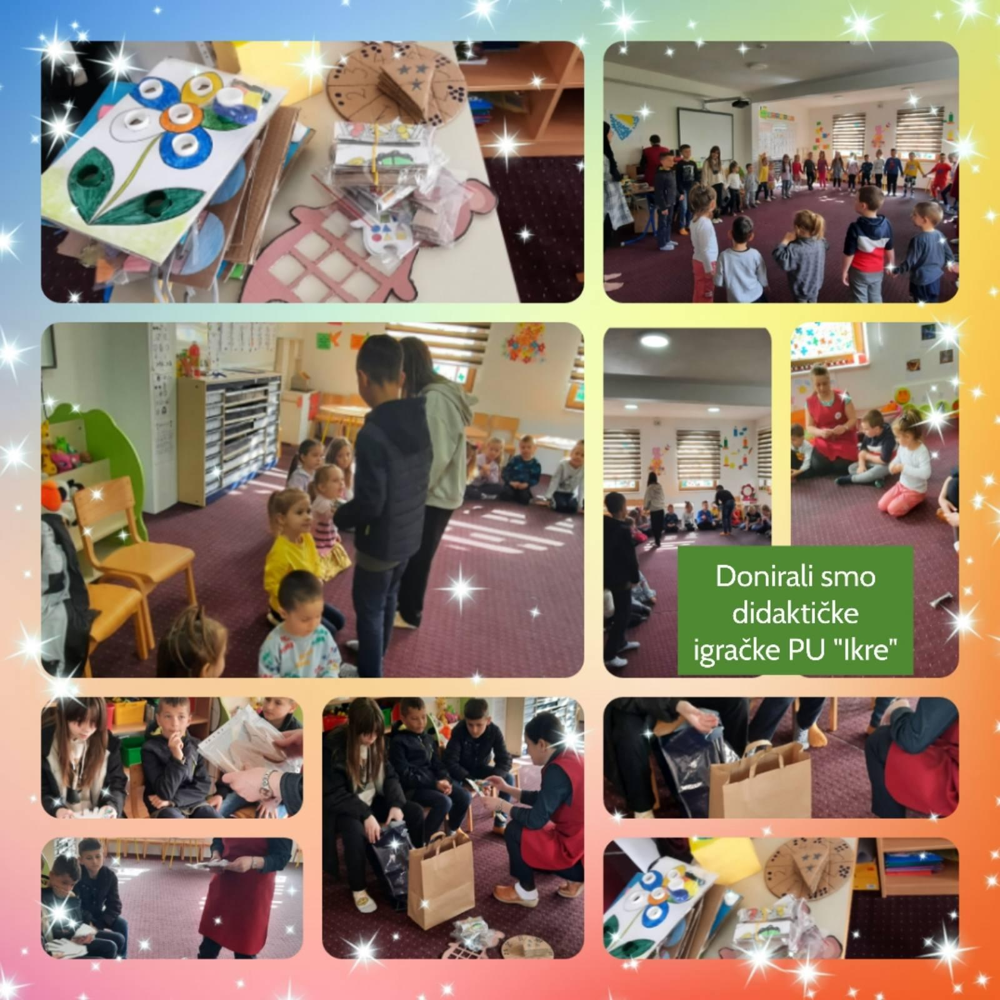 Donirali smo
didaktičke
igračke PU "Ikre"